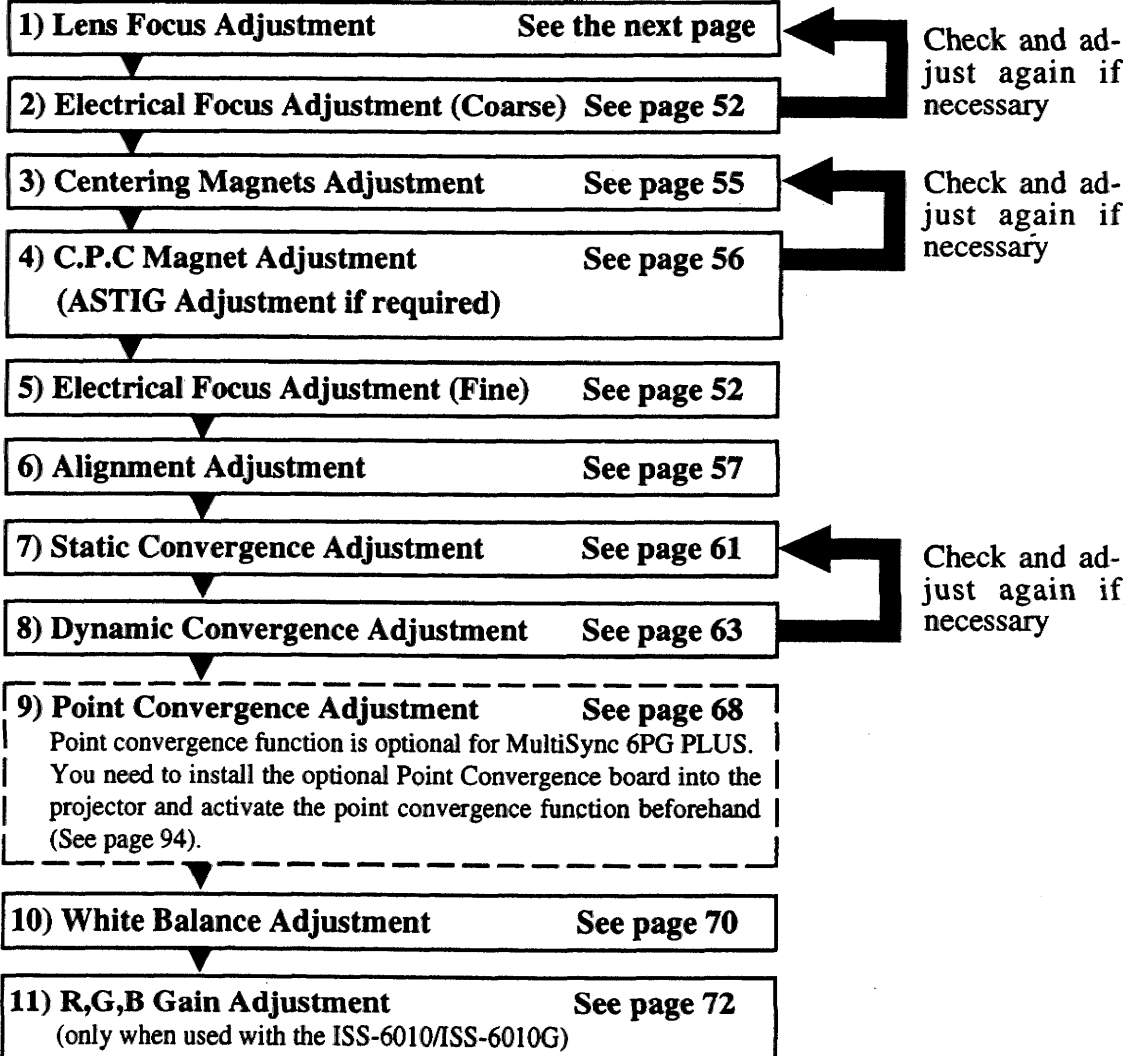 1) Lens Focus Adjustment See the next page
Check and ad-
just again if
necessary
2) Electrical Focus Adjustment (Coarse) See page 52
3) Centering Magnets Adjustment See page 55
Check and ad-
just again if
necessary
4) C.P.C Magnet Adjustment See page 56
(ASTIG Adjustment if required)
5) Electrical Focus Adjustment (Fine) See page 52
6) Alignment Adjustment See page 57
7) Static Convergence Adjustment See page 61
Check and ad-
just again if
necessary
8) Dynamic Convergence Adjustment See page 63
9) Point Convergence Adjustment See page 68
Point convergence function is optional for MultiSync 6PG PLUS.
You need to install the optional Point Convergence board into the
projector and activate the point convergence function beforehand
(See page 94).
10) White Balance Adjustment See page 70
11) R,G,B Gain Adjustment See page 72
(only when used with the ISS-6010/ISS-6010G)